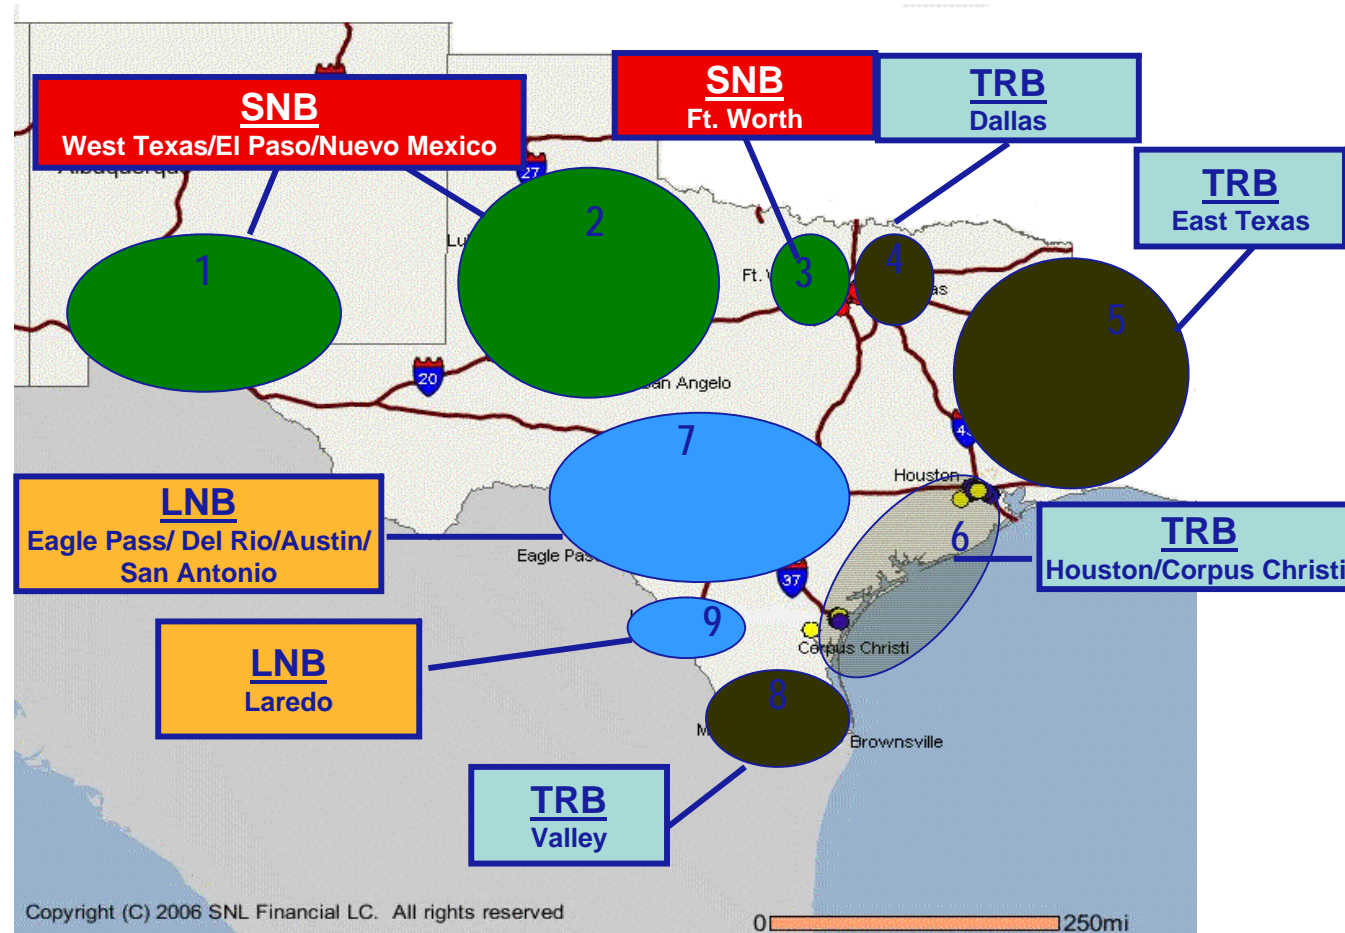 SNB
West Texas/El Paso/Nuevo Mexico
SNB
Ft. Worth
TRB
Dallas
TRB
East Texas
27
2
1
3
4
5
Ft.
20
San Angelo
7
45
Houston
LNB
Eagle Pass/ Del Rio/Austin/
San Antonio
6
TRB
Houston/Corpus Christi
Eagle Pass
37
9
Corpus Christi
LNB
Laredo
8
Brownsville
TRB
Valley
Copyright (C) 2006 SNL Financial LC. All rights reserved
0
250mi